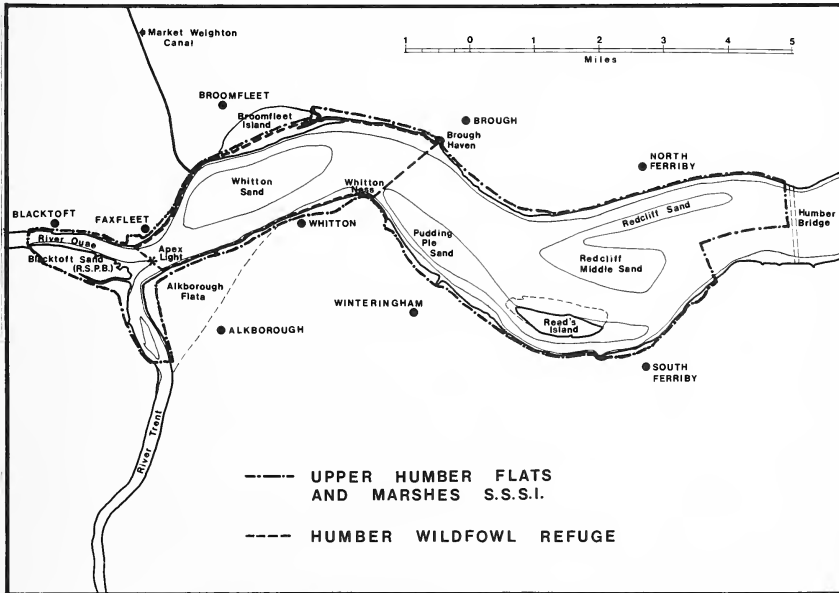 Market Weighton
Canal
1 0 1 2 3 4 5
Miles
BROOMFLEET
Broomfleet
Island
BROUGH
Brough
Haven
NORTH
FERRIBY
Whitton
Sand
Whitton
Ness
BLACKTOFT
FAXFLEET
Redcliff Sand
Humber
Bridge
River Ouse
Apex
Light
WHITTON
Pudding
Pie
Sand
Redcliff
Middle Sand
Blacktoft Sand
(R.S.P.B.)
Alkborough
Flats
WINTERINGHAM
Read's
Island
ALKBOROUGH
SOUTH
FERRIBY
River Trent
UPPER HUMBER FLATS
AND MARSHES S.S.S.I.
HUMBER WILDFOWL REFUGE